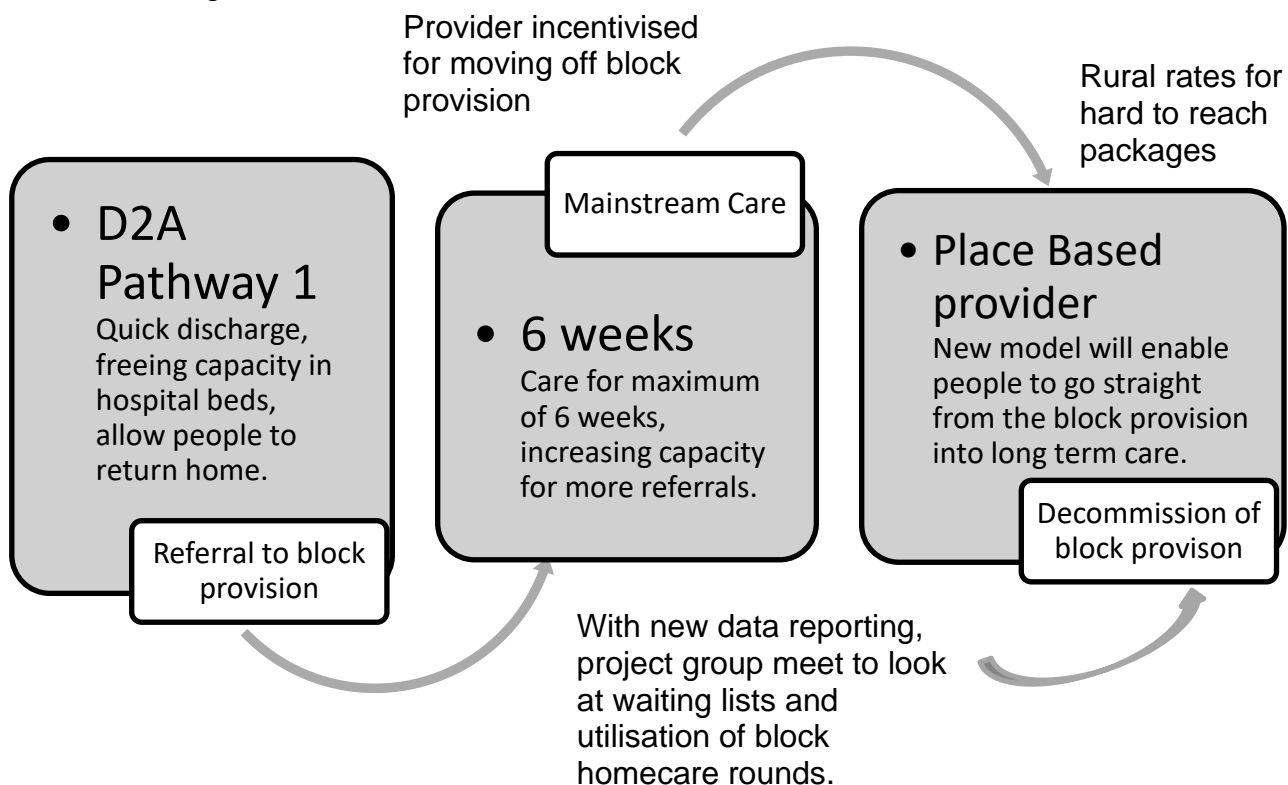 Provider incentivised
for moving off block
provision
Rural rates for
hard to reach
packages
• D2A
Pathway 1
Quick discharge,
freeing capacity in
hospital beds,
allow people to
return home.
Referral to block
provision
Mainstream Care
• 6 weeks
Care for maximum
of 6 weeks,
increasing capacity
for more referrals.
• Place Based
provider
New model will enable
people to go straight
from the block provision
into long term care.
Decommission of
block provison
With new data reporting,
project group meet to look
at waiting lists and
utilisation of block
homecare rounds.